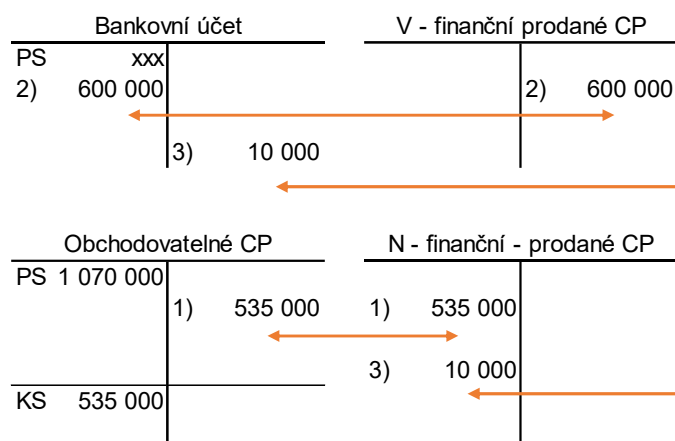 Bankovní účet
V - finanční prodané CP
PS xxx
2) 600 000
2) 600 000
3) 10 000
Obchodovatelné CP
N - finanční - prodané CP
PS 1 070 000
1) 535 000
1) 535 000
3) 10 000
KS 535 000